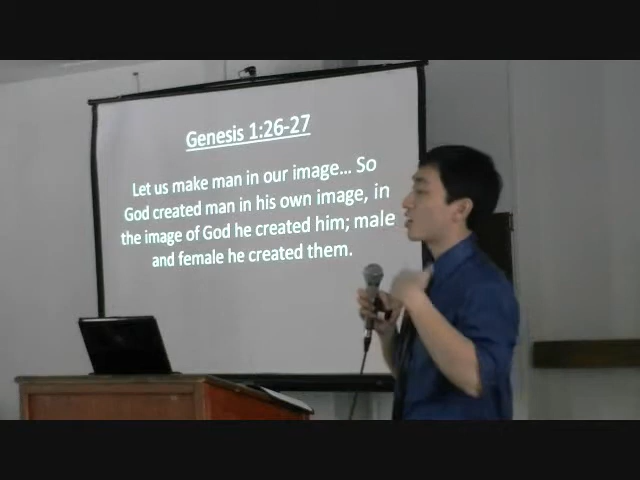 Genesis 1:26-27
Let us make man in our image... So
God created man in his own image, in
the image of God he created him; male
and female he created them.